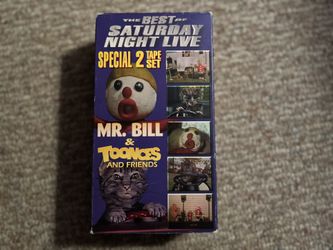 THE BEST OF
SATURDAY
NIGHT LIVE
SPECIAL 2 TAPE SET
MR. BILL
&
TOONCES
AND FRIENDS